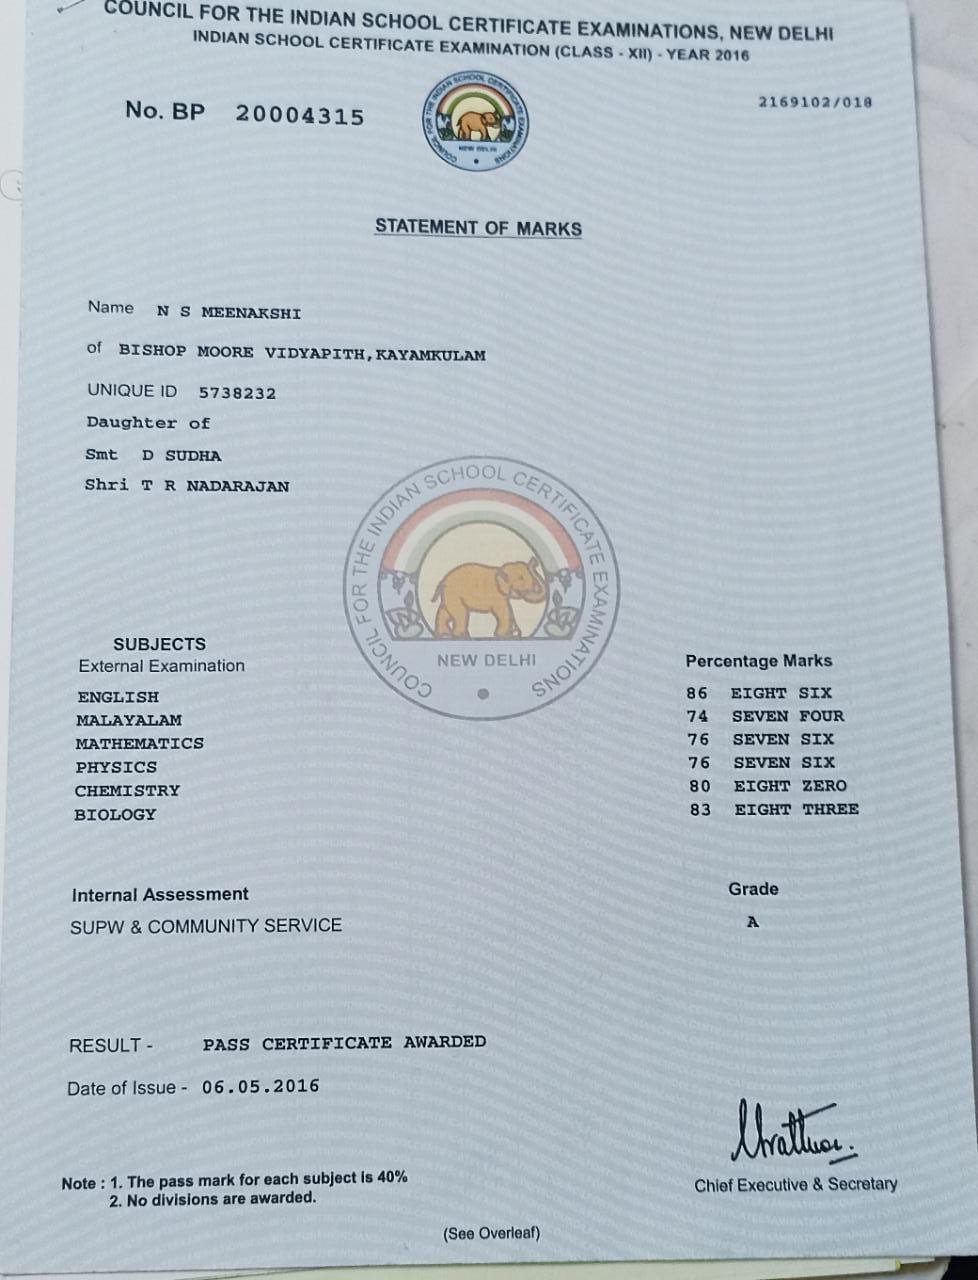 COUNCIL FOR THE INDIAN SCHOOL CERTIFICATE EXAMINATIONS, NEW DELHI
INDIAN SCHOOL CERTIFICATE EXAMINATION (CLASS - XII) - YEAR 2016
No. BP 20004315
2169102/018
COUNCIL FOR THE INDIAN SCHOOL CERTIFICATE EXAMINATIONS
NEW DELHI
STATEMENT OF MARKS
Name N S MEENAKSHI
of BISHOP MOORE VIDYAPITH,KAYAMKULAM
UNIQUE ID 5738232
Daughter of
Smt D SUDHA
Shri T R NADARAJAN
COUNCIL FOR THE INDIAN SCHOOL CERTIFICATE EXAMINATIONS
NEW DELHI
SUBJECTS
External Examination Percentage Marks
ENGLISH 86 EIGHT SIX
MALAYALAM 74 SEVEN FOUR
MATHEMATICS 76 SEVEN SIX
PHYSICS 76 SEVEN SIX
CHEMISTRY 80 EIGHT ZERO
BIOLOGY 83 EIGHT THREE
Internal Assessment Grade
SUPW & COMMUNITY SERVICE A
RESULT - PASS CERTIFICATE AWARDED
Date of Issue - 06.05.2016
Chief Executive & Secretary
Note : 1. The pass mark for each subject is 40%
2. No divisions are awarded.
(See Overleaf)